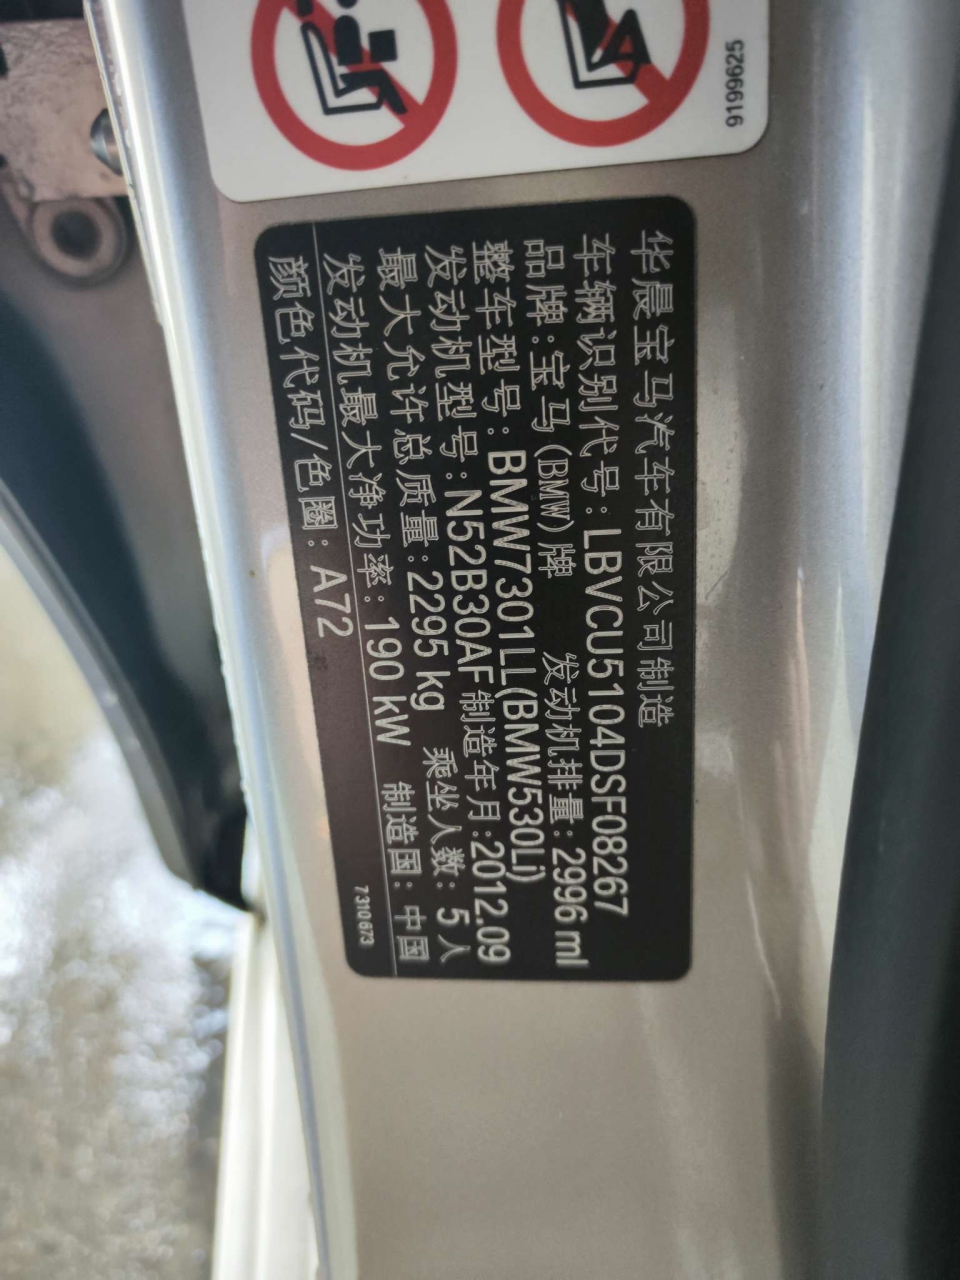 9199625
华晨宝马汽车有限公司制造
车辆识别代号:LBVCU5104DSF08267
品牌:宝马(BMW)牌 发动机排量:2996 ml
整车型号:BMW7301LL(BMW530Li)
发动机型号:N52B30AF 制造年月:2012.09
最大允许总质量:2295 kg 乘坐人数:5人
发动机最大净功率:190 kW 制造国:中国
颜色代码/色圈:A72 7310673